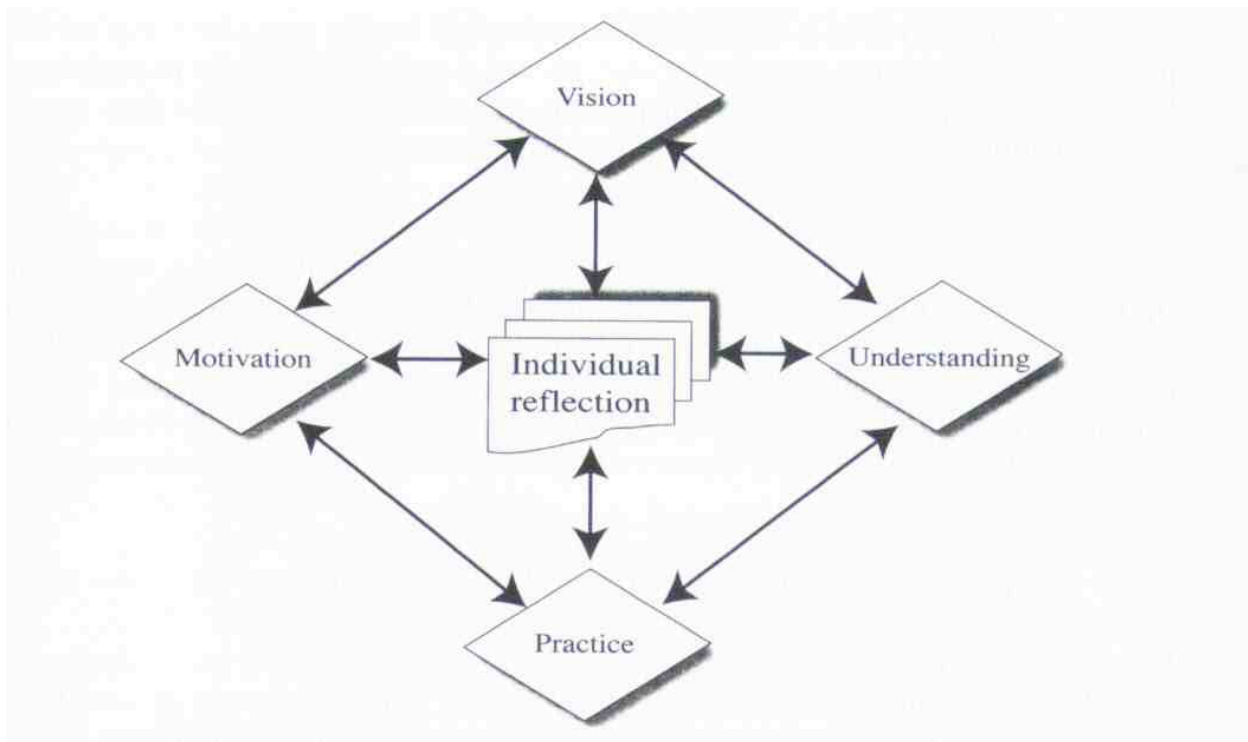 Vision
Motivation
Individual
reflection
Understanding
Practice